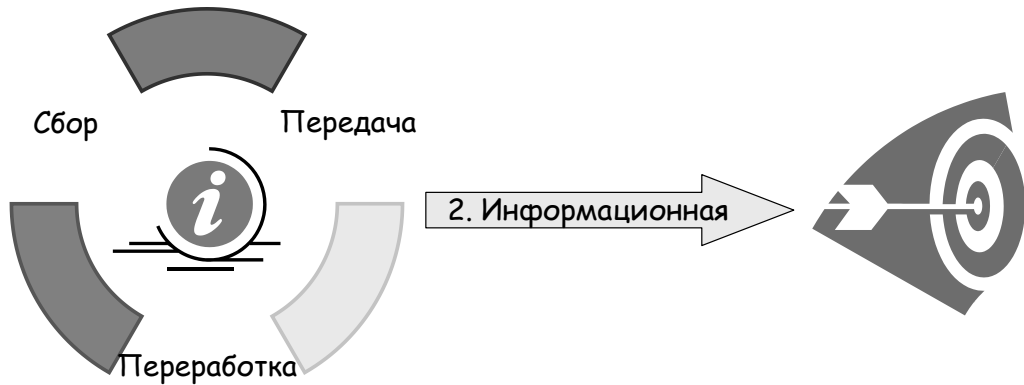 Сбор
Передача
i
2. Информационная
Переработка